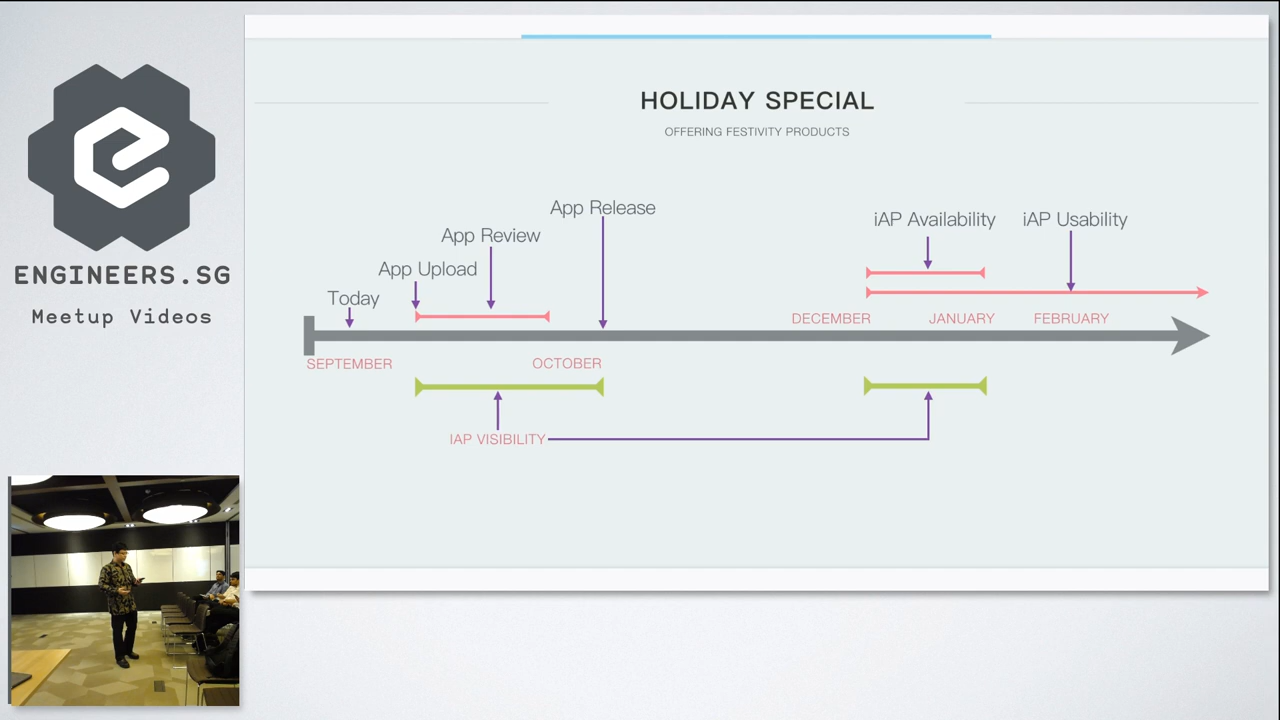 ENGINEERS.SG
Meetup Videos
HOLIDAY SPECIAL
OFFERING FESTIVITY PRODUCTS
App Release
App Review
App Upload
Today
iAP Availability
iAP Usability
DECEMBER
JANUARY
FEBRUARY
SEPTEMBER
OCTOBER
IAP VISIBILITY